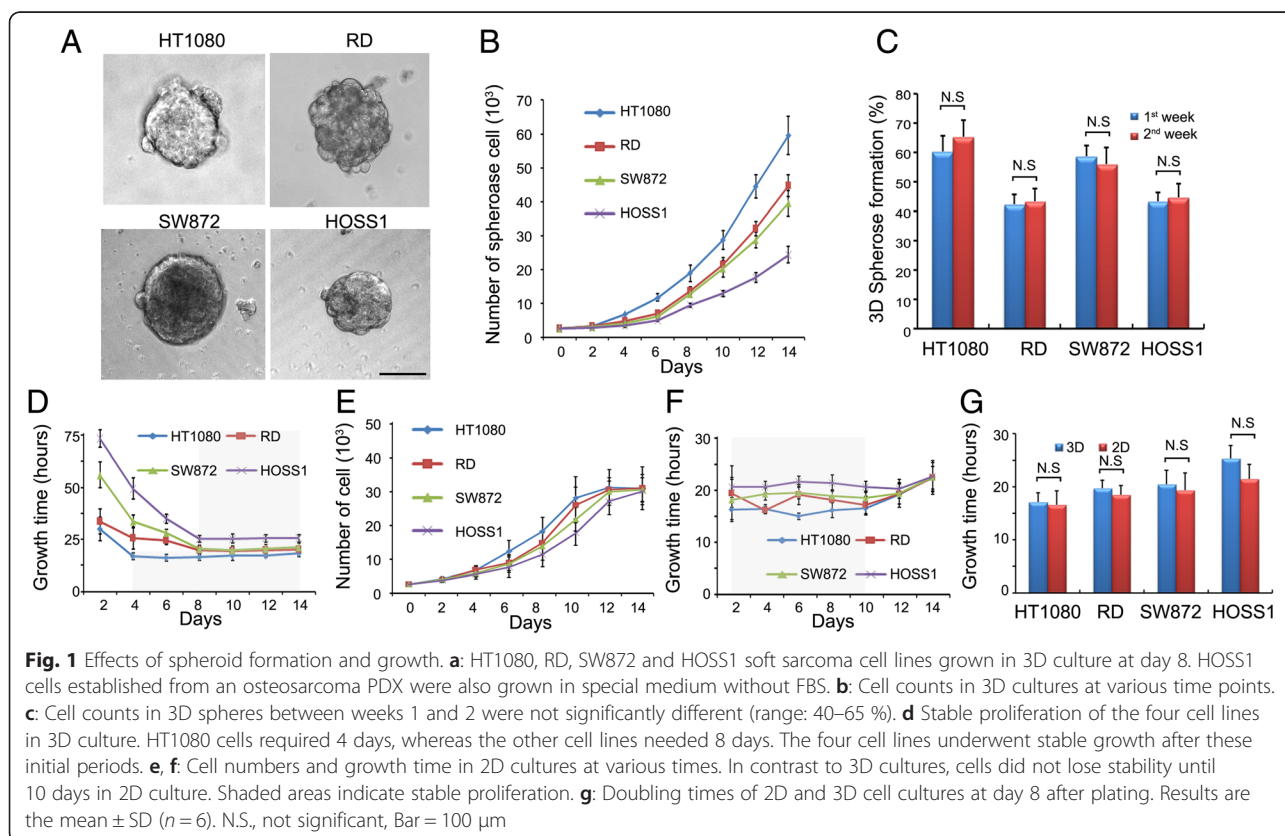 A
HT1080
RD
SW872
HOSS1
B
Number of spheroease cell (10³)
70
60
50
40
30
20
10
0
HT1080
RD
SW872
HOSS1
0 2 4 6 8 10 12 14
Days
C
3D Spherose formation (%)
80
70
60
50
40
30
20
10
0
N.S
N.S
N.S
N.S
1st week
2nd week
HT1080 RD SW872 HOSS1
D
Growth time (hours)
75
50
25
0
HT1080 RD
SW872 HOSS1
2 4 6 8 10 12 14
Days
E
Number of cell (10³)
50
40
30
20
10
0
HT1080
RD
SW872
HOSS1
0 2 4 6 8 10 12 14
Days
F
Growth time (hours)
30
20
10
0
HT1080 RD
SW872 HOSS1
2 4 6 8 10 12 14
Days
G
Growth time (hours)
30
20
10
0
3D 2D
N.S
N.S
N.S
N.S
HT1080 RD SW872 HOSS1
Fig. 1 Effects of spheroid formation and growth. a: HT1080, RD, SW872 and HOSS1 soft sarcoma cell lines grown in 3D culture at day 8. HOSS1
cells established from an osteosarcoma PDX were also grown in special medium without FBS. b: Cell counts in 3D cultures at various time points.
c: Cell counts in 3D spheres between weeks 1 and 2 were not significantly different (range: 40–65 %). d Stable proliferation of the four cell lines
in 3D culture. HT1080 cells required 4 days, whereas the other cell lines needed 8 days. The four cell lines underwent stable growth after these
initial periods. e, f: Cell numbers and growth time in 2D cultures at various times. In contrast to 3D cultures, cells did not lose stability until
10 days in 2D culture. Shaded areas indicate stable proliferation. g: Doubling times of 2D and 3D cell cultures at day 8 after plating. Results are
the mean ± SD (n = 6). N.S., not significant, Bar = 100 μm